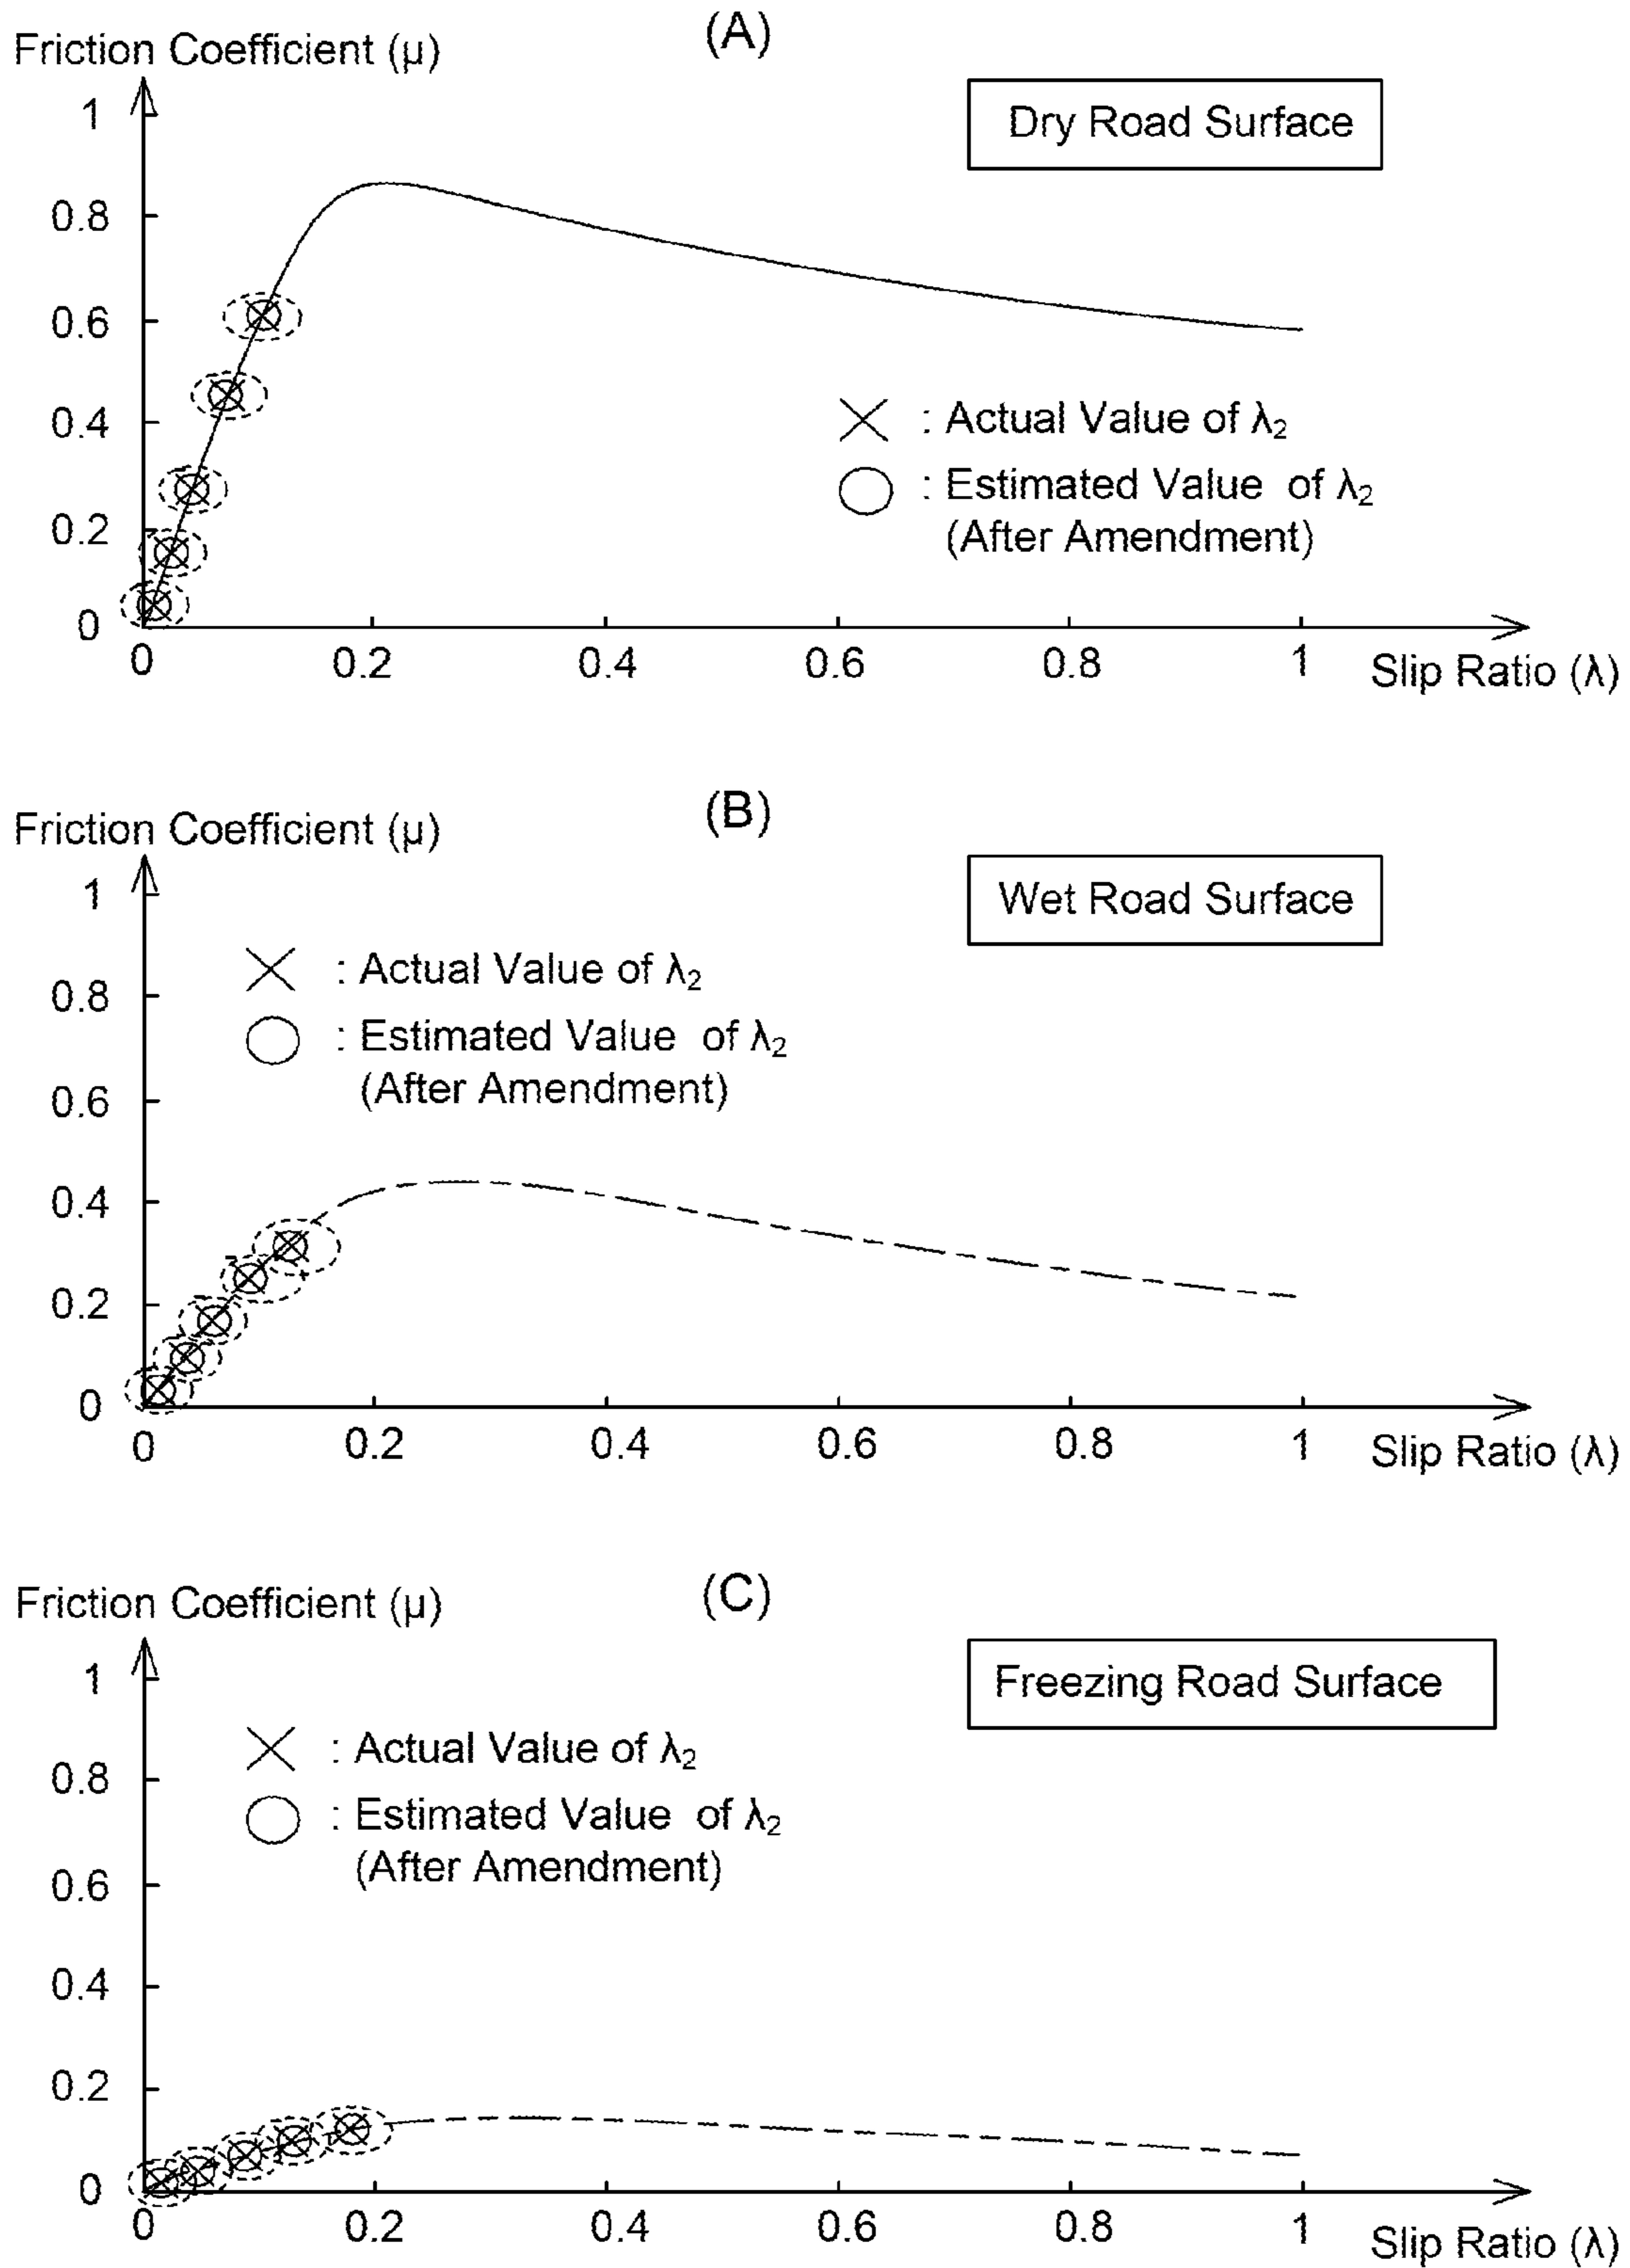 (A)
Friction Coefficient (μ)
Dry Road Surface
1
0.8
0.6
0.4
0.2
0
: Actual Value of λ₂
: Estimated Value of λ₂
(After Amendment)
0 0.2 0.4 0.6 0.8 1
Slip Ratio (λ)
(B)
Friction Coefficient (μ)
Wet Road Surface
1
0.8
0.6
0.4
0.2
0
: Actual Value of λ₂
: Estimated Value of λ₂
(After Amendment)
0 0.2 0.4 0.6 0.8 1
Slip Ratio (λ)
(C)
Friction Coefficient (μ)
Freezing Road Surface
1
0.8
0.6
0.4
0.2
0
: Actual Value of λ₂
: Estimated Value of λ₂
(After Amendment)
0 0.2 0.4 0.6 0.8 1
Slip Ratio (λ)